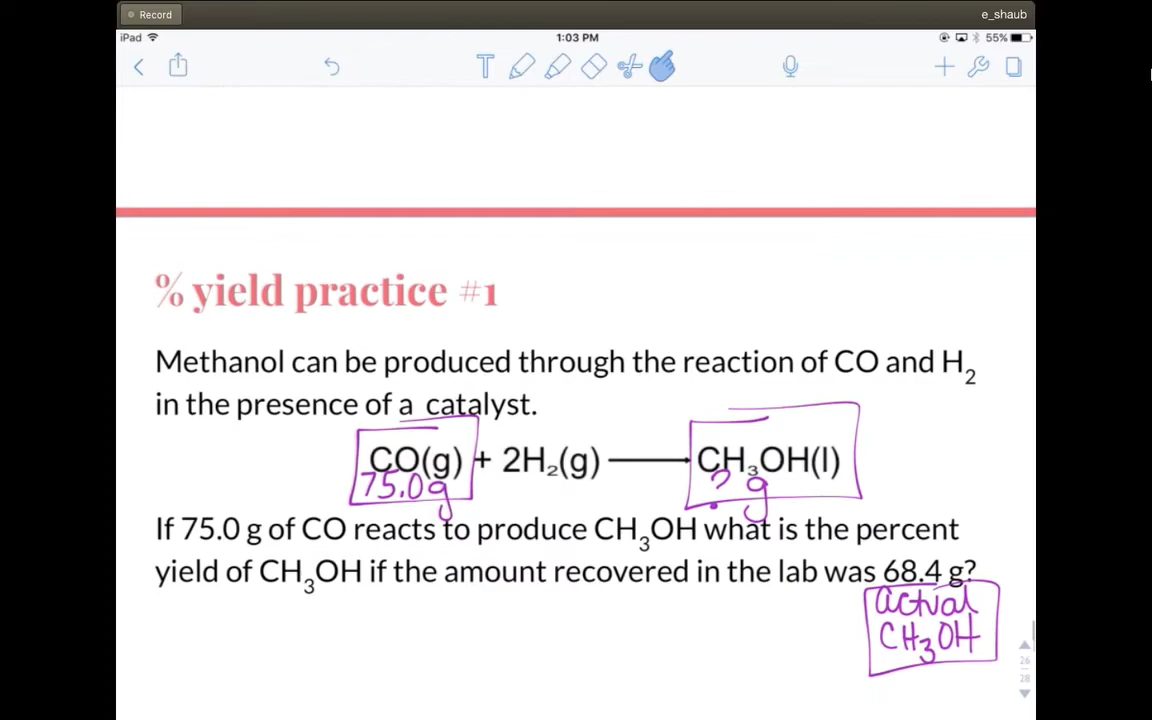 Record
e_shaub
iPad
1:03 PM
55%
T
% yield practice #1
Methanol can be produced through the reaction of CO and H₂
in the presence of a catalyst.
CO(g) + 2H₂(g) ⟶ CH₃OH(l)
75.0g ? g
If 75.0 g of CO reacts to produce CH₃OH what is the percent
yield of CH₃OH if the amount recovered in the lab was 68.4 g?
actual
CH₃OH
26
28